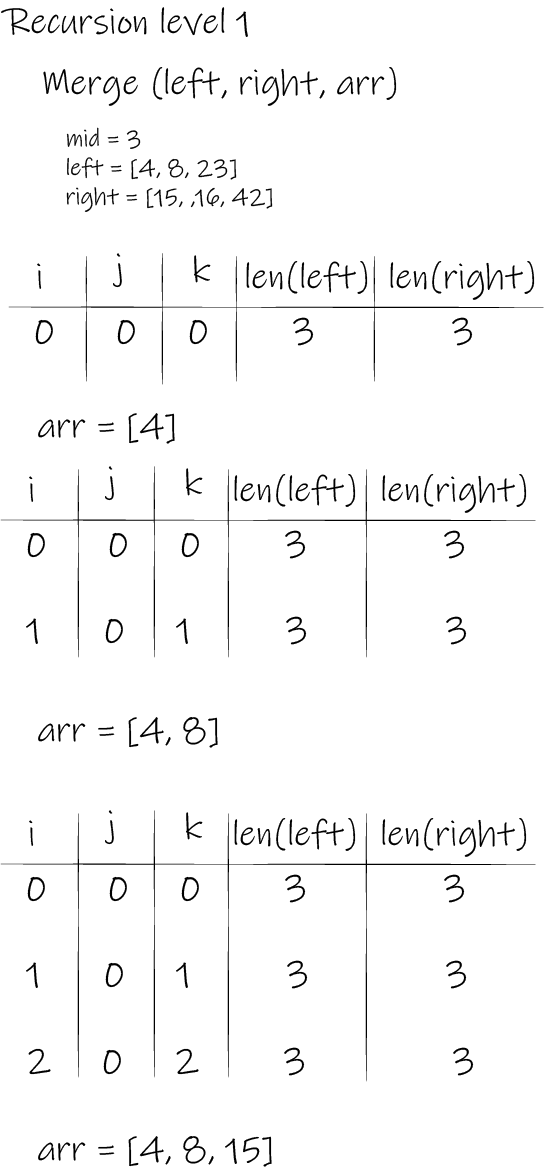 Recursion level 1
Merge (left, right, arr)
mid = 3
left = [4, 8, 23]
right = [15, ,16, 42]
i j k len(left) len(right)
0 0 0 3 3
arr = [4]
i j k len(left) len(right)
0 0 0 3 3
1 0 1 3 3
arr = [4, 8]
i j k len(left) len(right)
0 0 0 3 3
1 0 1 3 3
2 0 2 3 3
arr = [4, 8, 15]